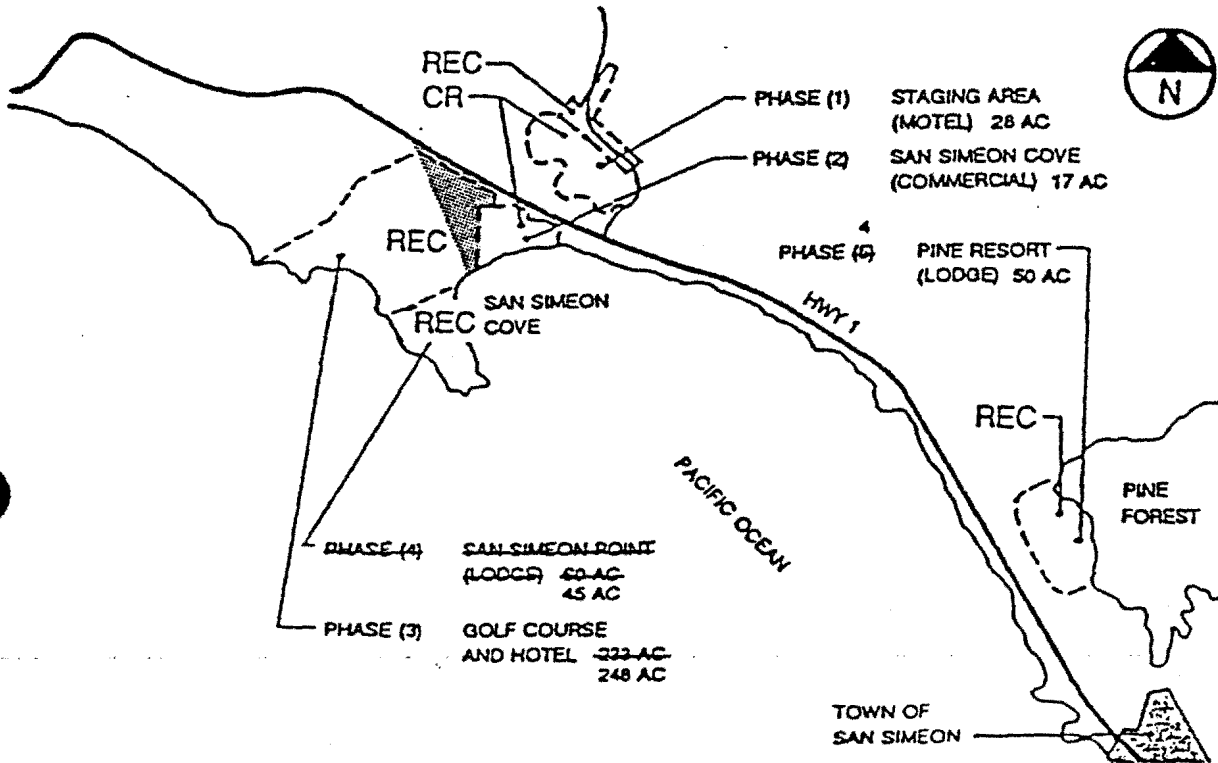 REC
CR
PHASE (1) STAGING AREA
(MOTEL) 28 AC
N
PHASE (2) SAN SIMEON COVE
(COMMERCIAL) 17 AC
4
PHASE (5) PINE RESORT
(LODGE) 50 AC
REC
SAN SIMEON
COVE
REC
HWY 1
REC
PINE
FOREST
PACIFIC OCEAN
PHASE (4) SAN SIMEON POINT
(LODGE) 60 AC
45 AC
PHASE (3) GOLF COURSE
AND HOTEL 233 AC
248 AC
TOWN OF
SAN SIMEON